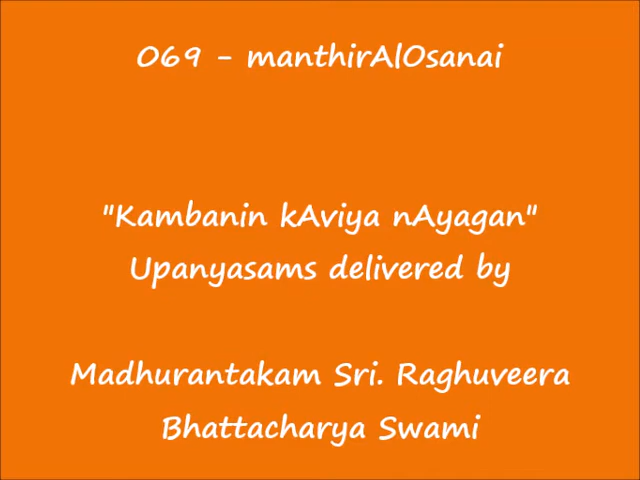 069 - manthirAlOsanai
"Kambanin kAviya nAyagan"
Upanyasams delivered by
Madhurantakam Sri. Raghuveera
Bhattacharya Swami